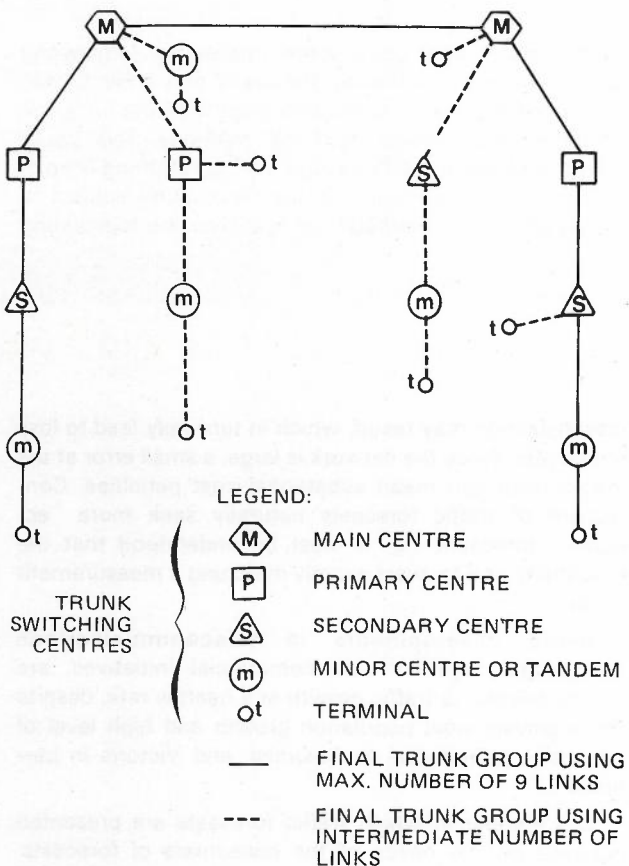 M
M
m
t
t
P
P
t
S
P
S
m
m
S
t
t
t
m
m
t
t
LEGEND:
M MAIN CENTRE
P PRIMARY CENTRE
TRUNK
SWITCHING
CENTRES
S SECONDARY CENTRE
m MINOR CENTRE OR TANDEM
t TERMINAL
FINAL TRUNK GROUP USING
MAX. NUMBER OF 9 LINKS
FINAL TRUNK GROUP USING
INTERMEDIATE NUMBER OF
LINKS